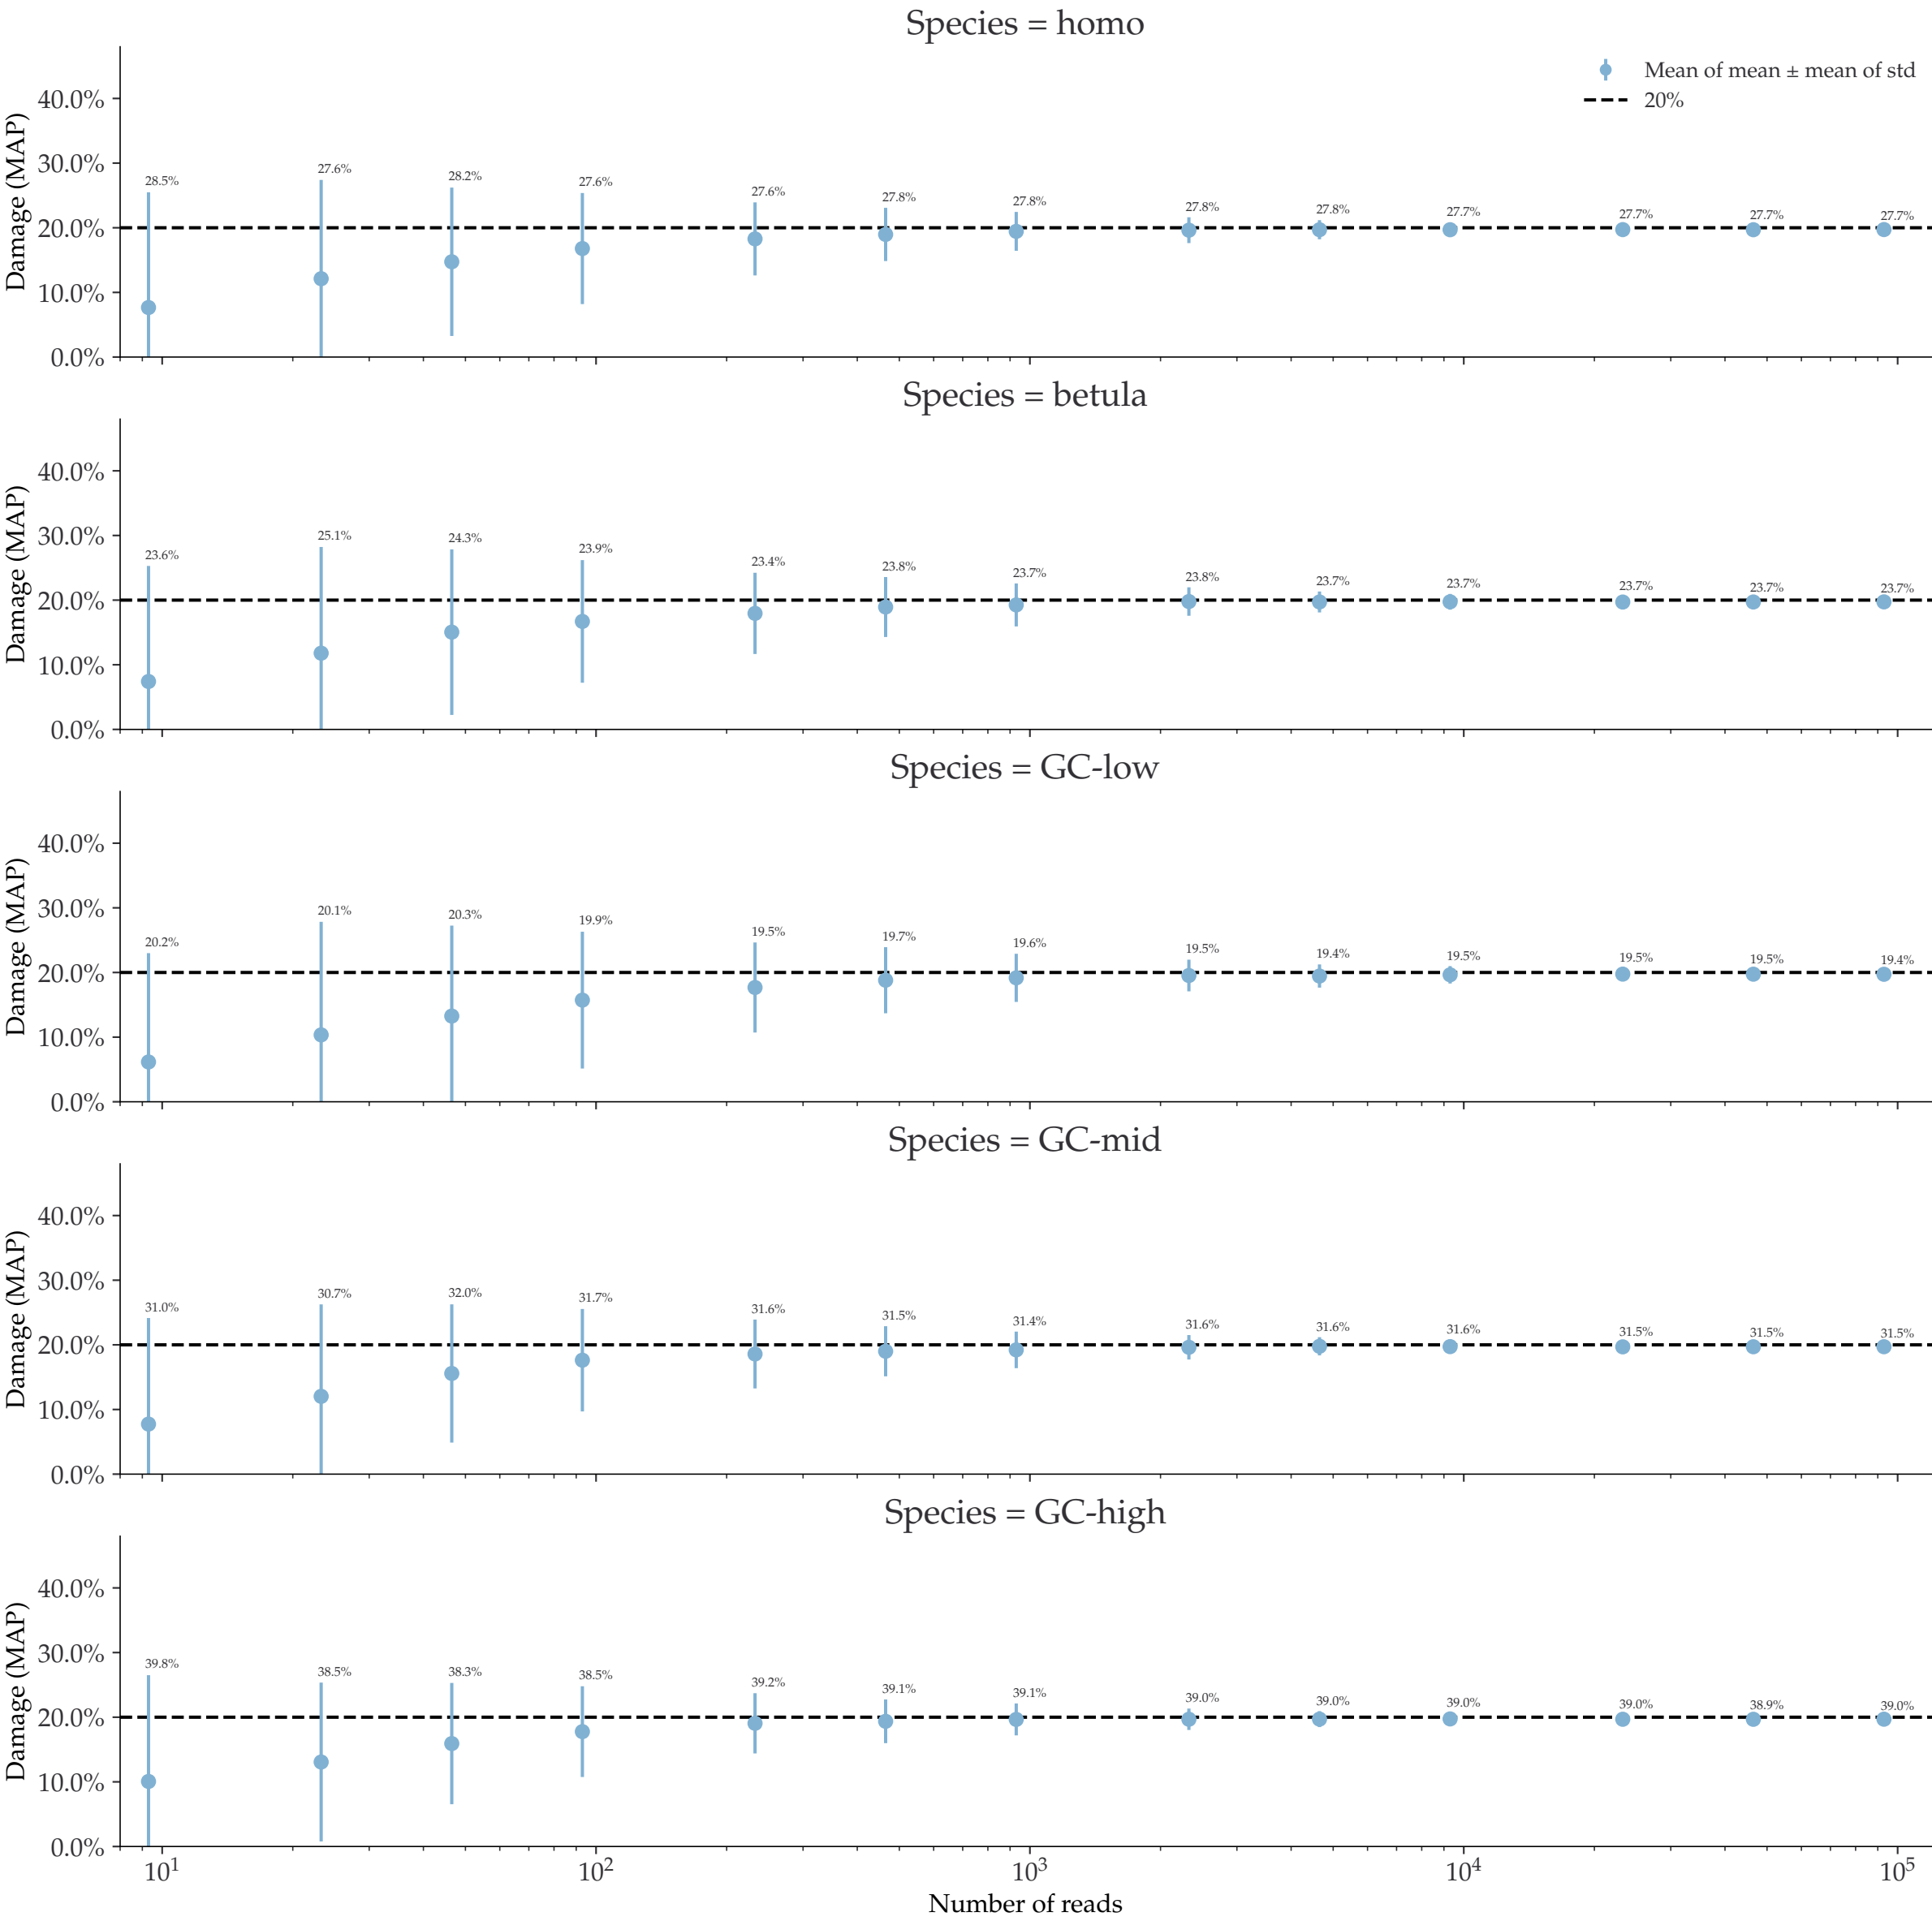 Species = homo
Mean of mean ± mean of std
20%
Damage (MAP)
40.0%
30.0%
20.0%
10.0%
0.0%
28.5% 27.6% 28.2% 27.6% 27.6% 27.8% 27.8% 27.8% 27.8% 27.7% 27.7% 27.7% 27.7%
Species = betula
Damage (MAP)
40.0%
30.0%
20.0%
10.0%
0.0%
23.6% 25.1% 24.3% 23.9% 23.4% 23.8% 23.7% 23.8% 23.7% 23.7% 23.7% 23.7% 23.7%
Species = GC-low
Damage (MAP)
40.0%
30.0%
20.0%
10.0%
0.0%
20.2% 20.1% 20.3% 19.9% 19.5% 19.7% 19.6% 19.5% 19.4% 19.5% 19.5% 19.5% 19.4%
Species = GC-mid
Damage (MAP)
40.0%
30.0%
20.0%
10.0%
0.0%
31.0% 30.7% 32.0% 31.7% 31.6% 31.5% 31.4% 31.6% 31.6% 31.6% 31.5% 31.5% 31.5%
Species = GC-high
Damage (MAP)
40.0%
30.0%
20.0%
10.0%
0.0%
39.8% 38.5% 38.3% 38.5% 39.2% 39.1% 39.1% 39.0% 39.0% 39.0% 39.0% 38.9% 39.0%
10¹ 10² 10³ 10⁴ 10⁵
Number of reads